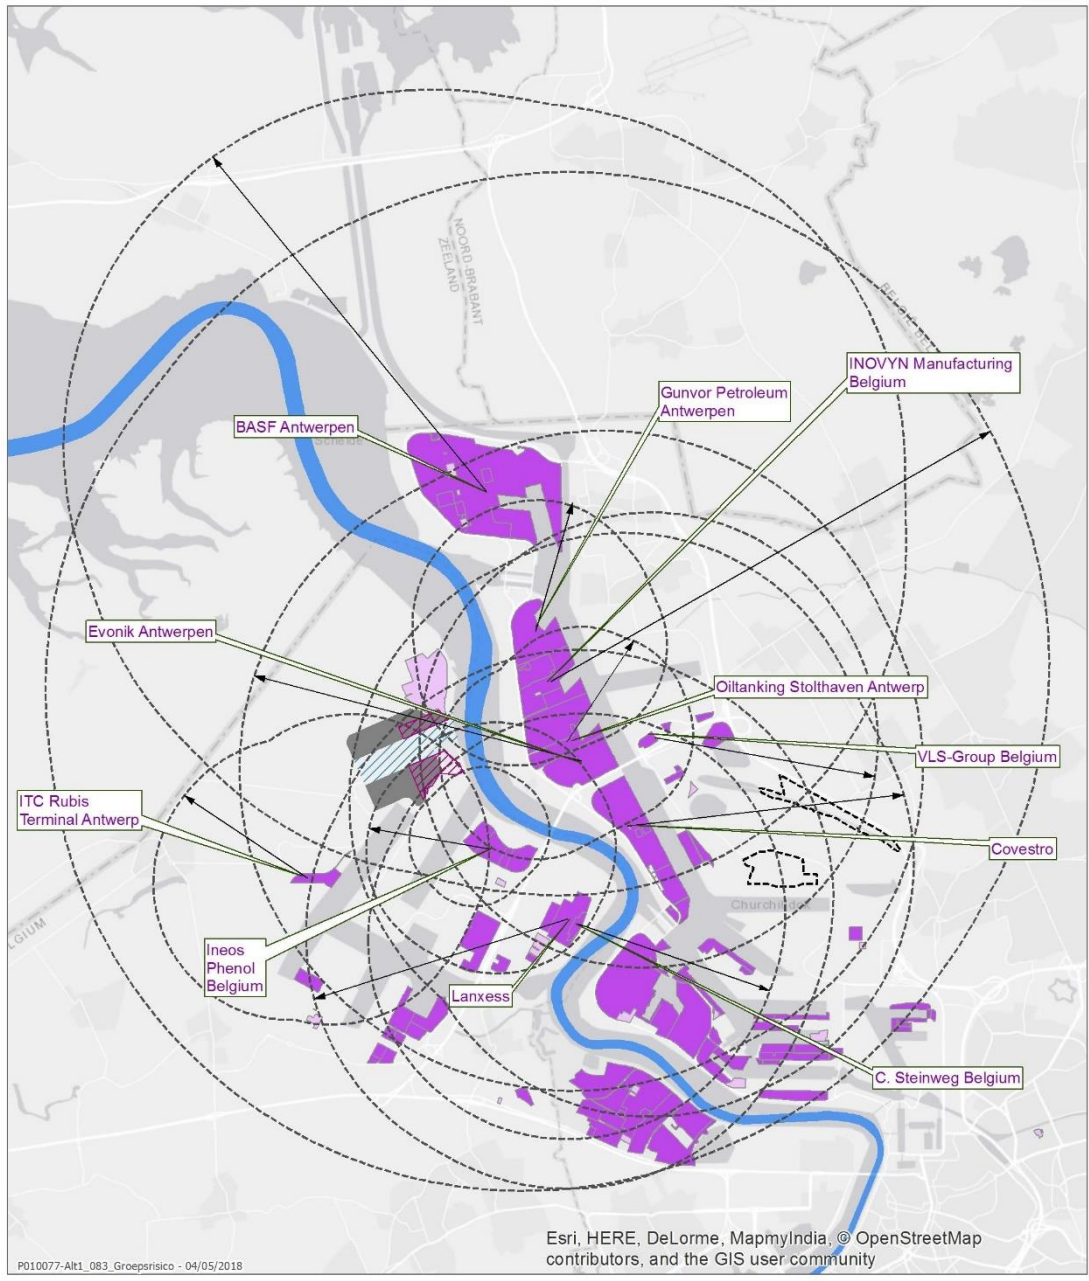 NOORD-BRABANT
ZEELAND
INOVYN Manufacturing
Belgium
Gunvor Petroleum
Antwerpen
BASF Antwerpen
Evonik Antwerpen
Oiltanking Stolthaven Antwerp
VLS-Group Belgium
ITC Rubis
Terminal Antwerp
Covestro
Churchilldok
Ineos
Phenol
Belgium
Lanxess
C. Steinweg Belgium
Esri, HERE, DeLorme, MapmyIndia, © OpenStreetMap
contributors, and the GIS user community
P010077-Alt1_083_Groepsrisico - 04/05/2018